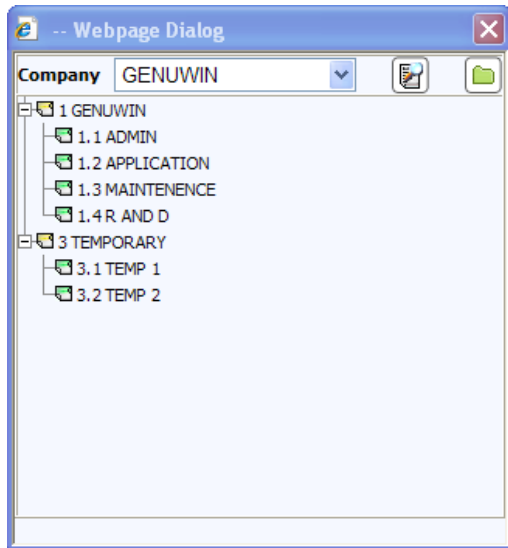 -- Webpage Dialog
Company GENUWIN
1 GENUWIN
1.1 ADMIN
1.2 APPLICATION
1.3 MAINTENENCE
1.4 R AND D
3 TEMPORARY
3.1 TEMP 1
3.2 TEMP 2